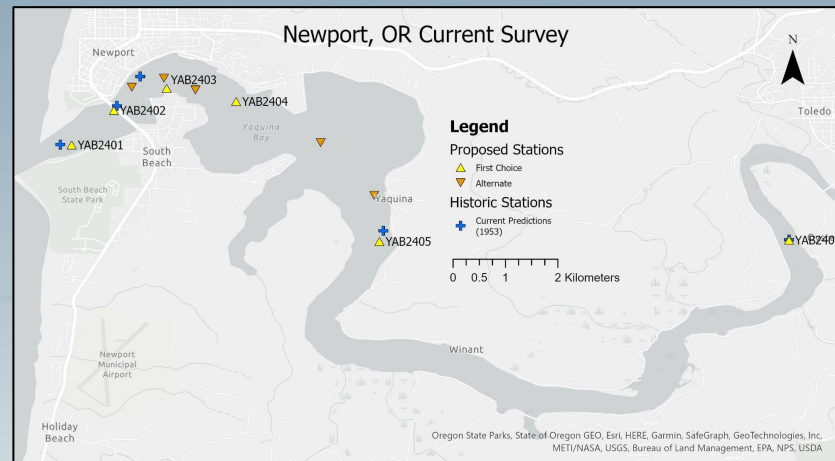 Newport, OR Current Survey
N
Newport
YAB2403
YAB2404
YAB2402
Toledo
Yaquina
Bay
YAB2401
South
Beach
South Beach
State Park
Yaquina
YAB2405
Legend
Proposed Stations
First Choice
Alternate
Historic Stations
Current Predictions
(1953)
0 0.5 1 2 Kilometers
YAB240
Winant
Newport
Municipal
Airport
Holiday
Beach
Oregon State Parks, State of Oregon GEO, Esri, HERE, Garmin, SafeGraph, GeoTechnologies, Inc,
METI/NASA, USGS, Bureau of Land Management, EPA, NPS, USDA